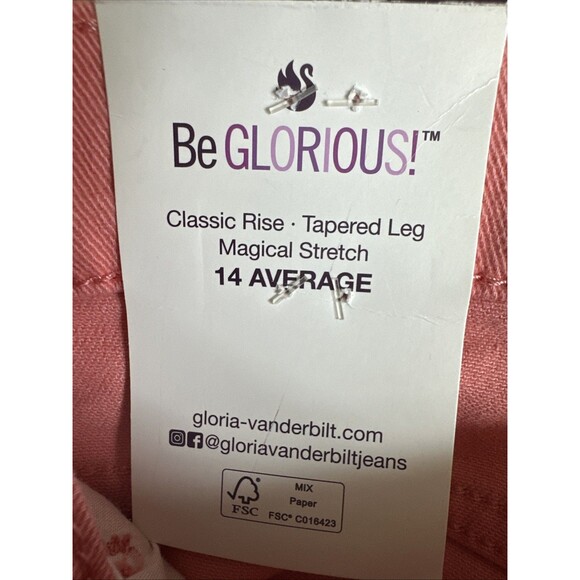 Be GLORIOUS!™
Classic Rise · Tapered Leg
Magical Stretch
14 AVERAGE
gloria-vanderbilt.com
@gloriavanderbiltjeans
FSC
MIX
Paper
FSC® C016423